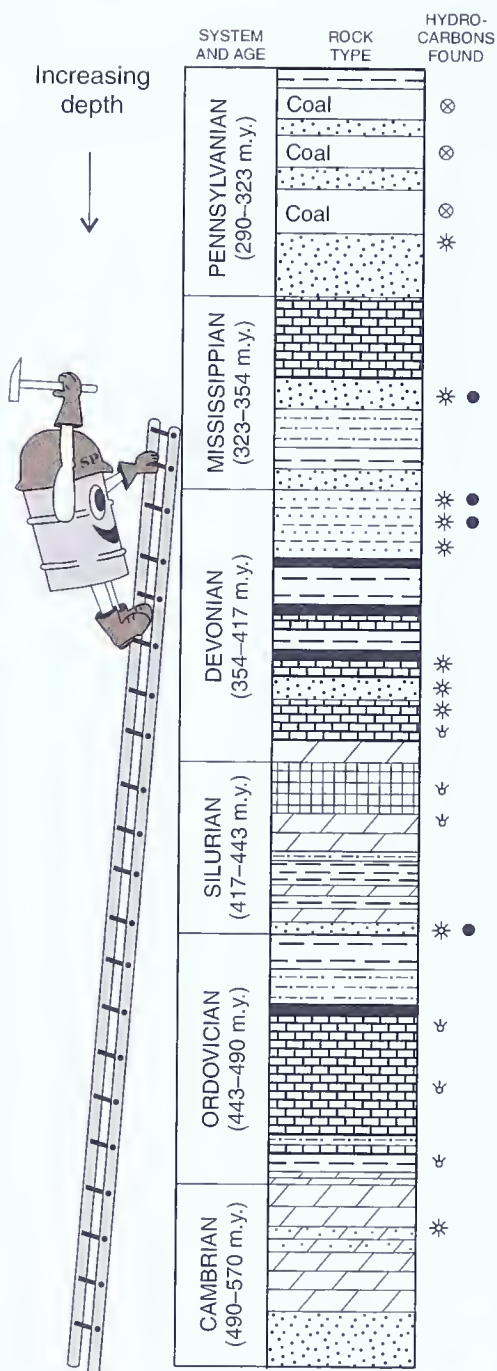 Increasing
depth
SYSTEM
AND AGE
ROCK
TYPE
HYDRO-
CARBONS
FOUND
PENNSYLVANIAN
(290–323 m.y.)
Coal
Coal
Coal
MISSISSIPPIAN
(323–354 m.y.)
SP
DEVONIAN
(354–417 m.y.)
SILURIAN
(417–443 m.y.)
ORDOVICIAN
(443–490 m.y.)
CAMBRIAN
(490–570 m.y.)